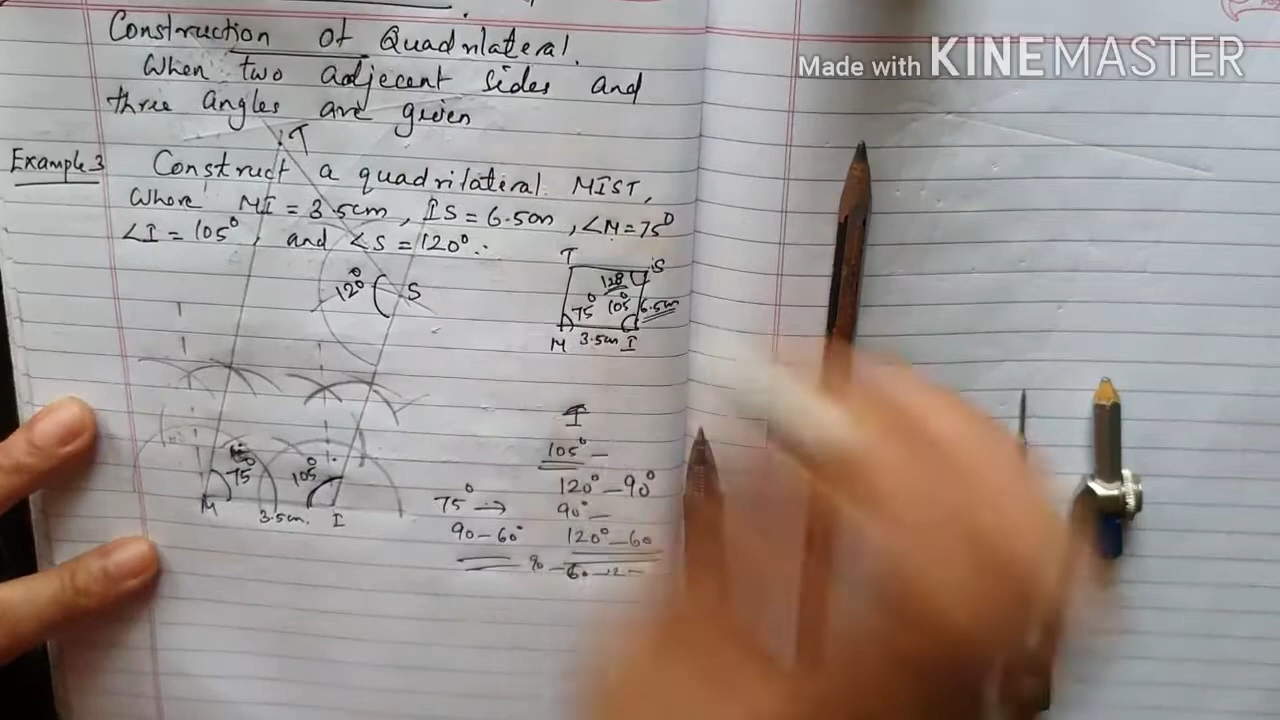 Construction of Quadrilateral.
When two adjecent sides and
three angles are given
Made with KINEMASTER
T
Example 3 Construct a quadrilateral MIST,
Where MI = 3.5cm, IS = 6.5cm, ∠M = 75°
∠I = 105°, and ∠S = 120°.
120° S
T S
120°
75° 105° 6.5cm
M 3.5cm I
I
105° –
75° 105°
M 3.5cm. I
120° – 90°
75° → 90° –
90 – 60° 120° – 60